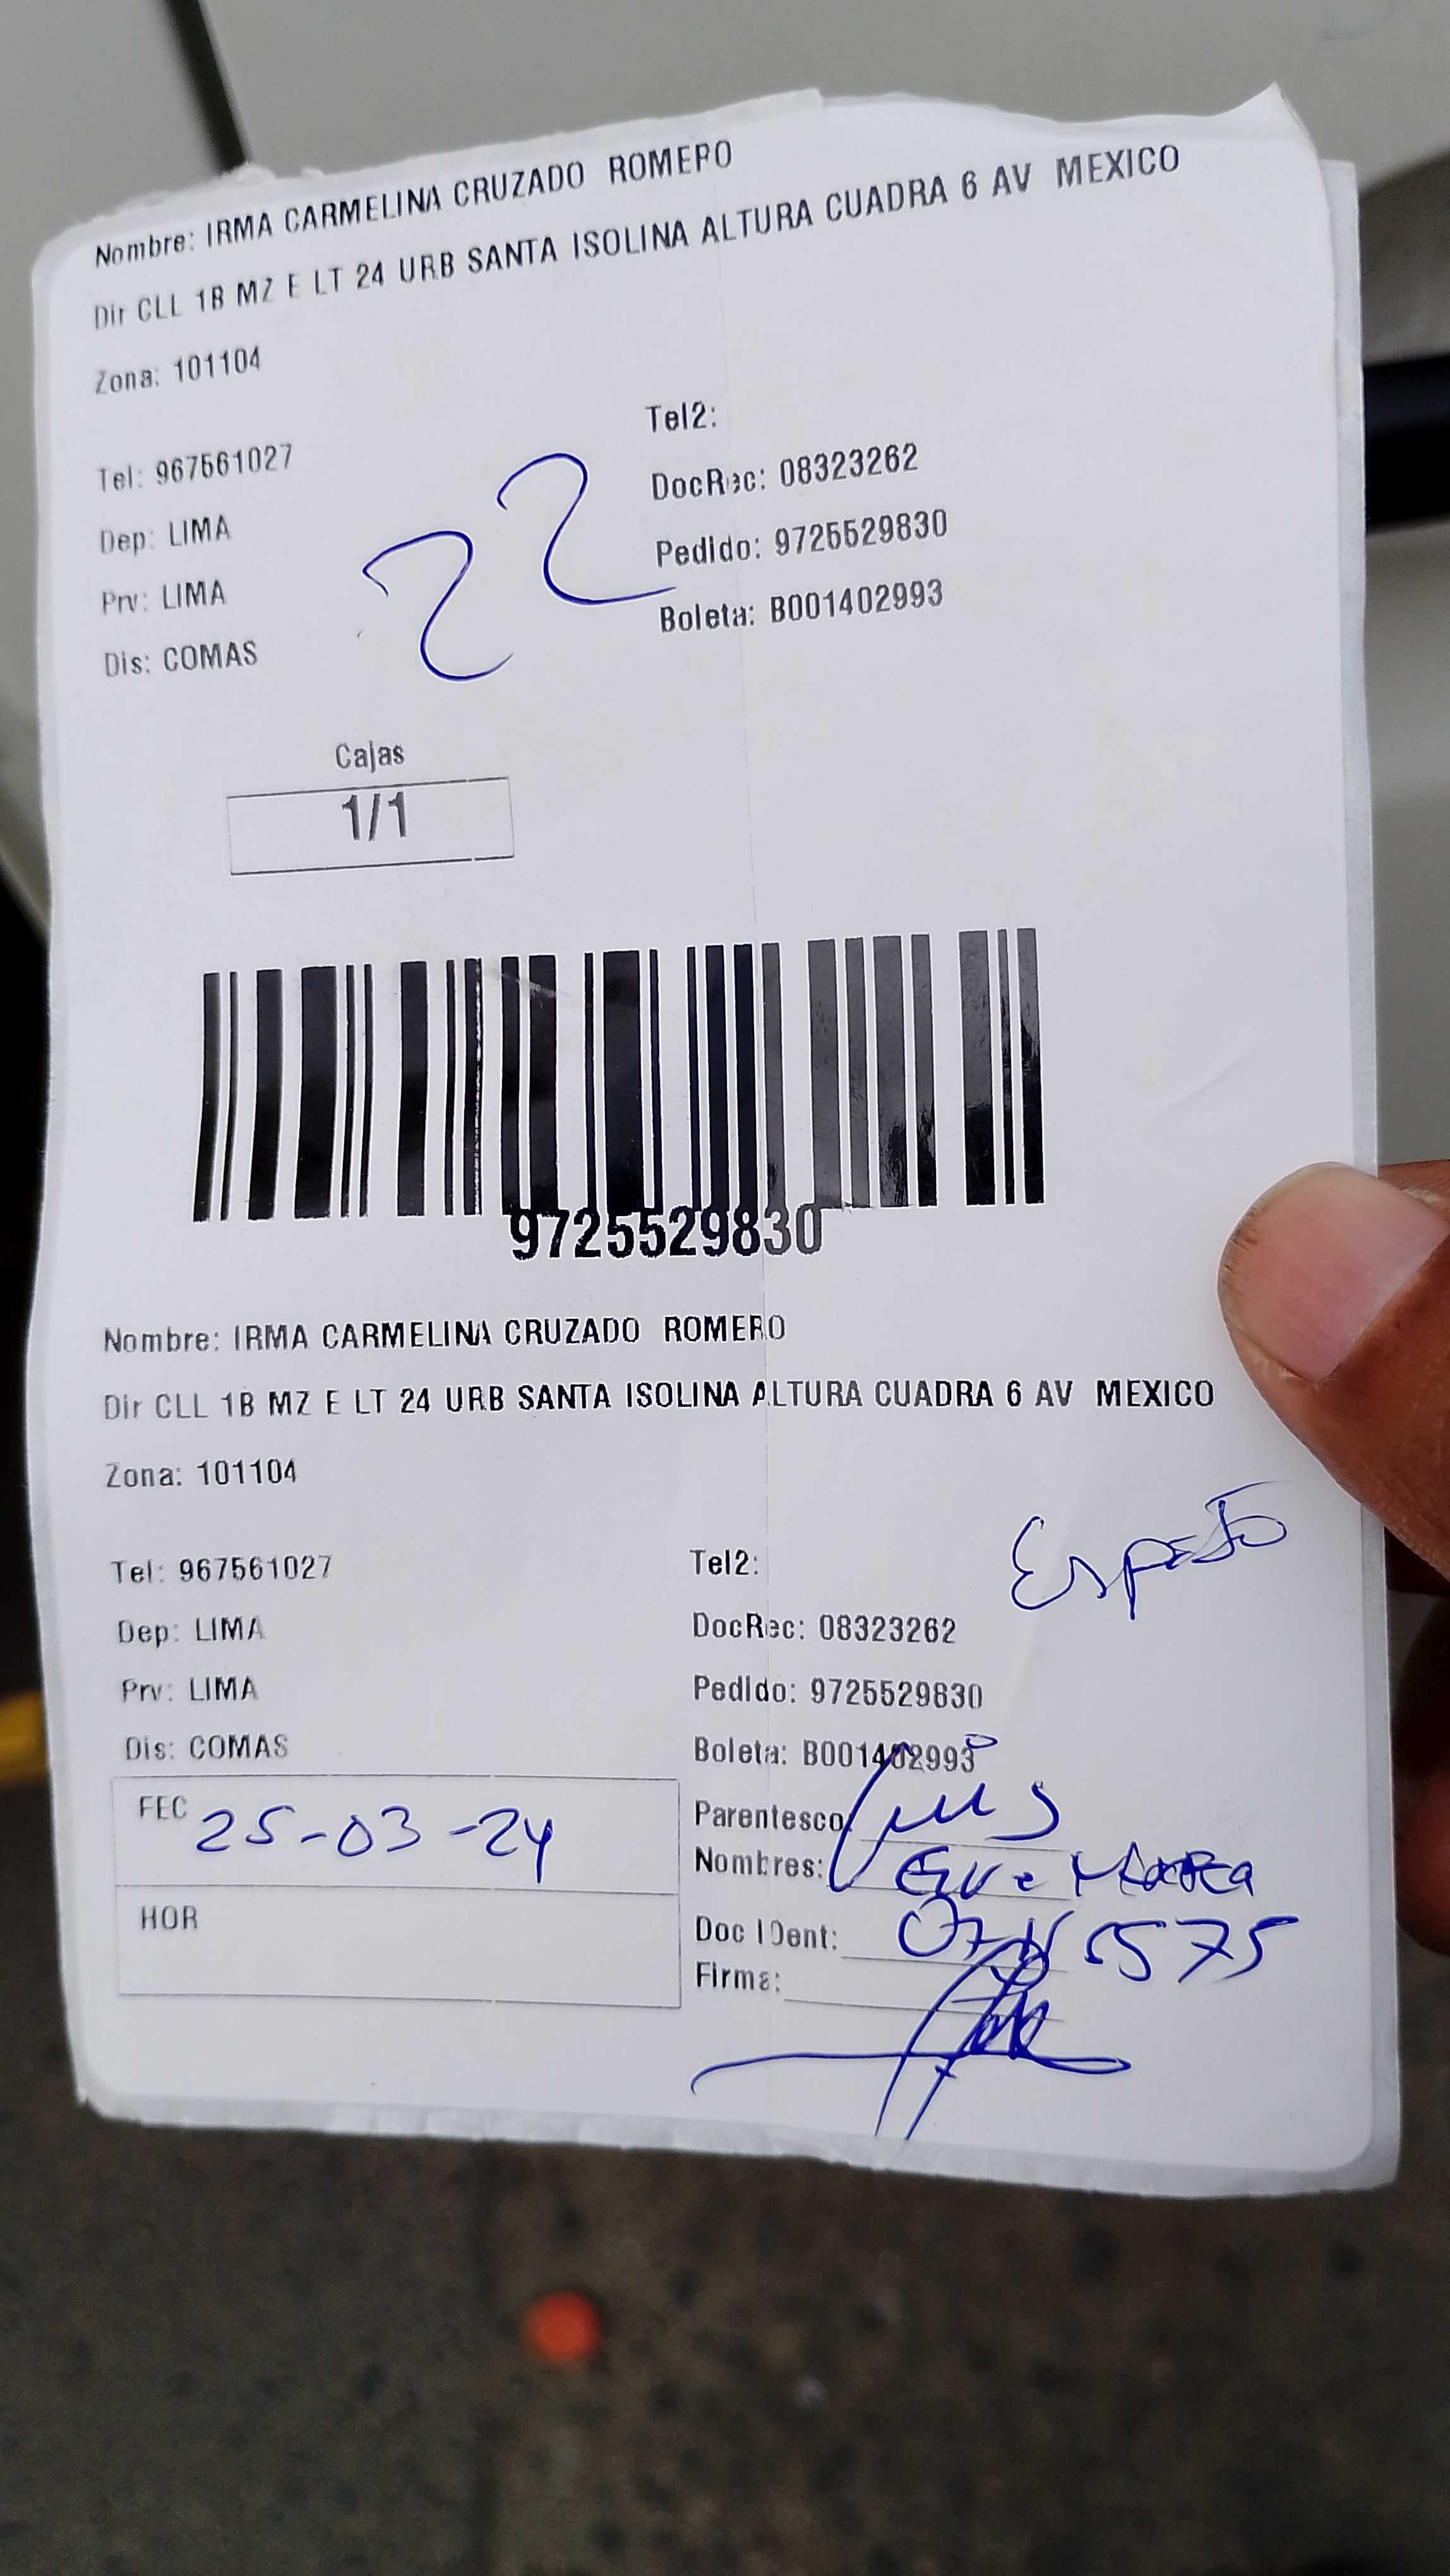 Nombre: IRMA CARMELINA CRUZADO ROMERO
Dir CLL 1B MZ E LT 24 URB SANTA ISOLINA ALTURA CUADRA 6 AV MEXICO
Zona: 101104
Tel: 967561027
Dep: LIMA
Prv: LIMA
Dis: COMAS
22
Tel2:
DocRec: 08323262
Pedido: 9725529830
Boleta: B001402993
Cajas
1/1
9725529830
Nombre: IRMA CARMELINA CRUZADO ROMERO
Dir CLL 1B MZ E LT 24 URB SANTA ISOLINA ALTURA CUADRA 6 AV MEXICO
Zona: 101104
Tel: 967561027
Dep: LIMA
Prv: LIMA
Dis: COMAS
Tel2:
DocRec: 08323262
Pedido: 9725529830
Boleta: B001402993
FEC 25-03-24
HOR
Parentesco: Luis
Nombres:
Doc IDent:
Firma: